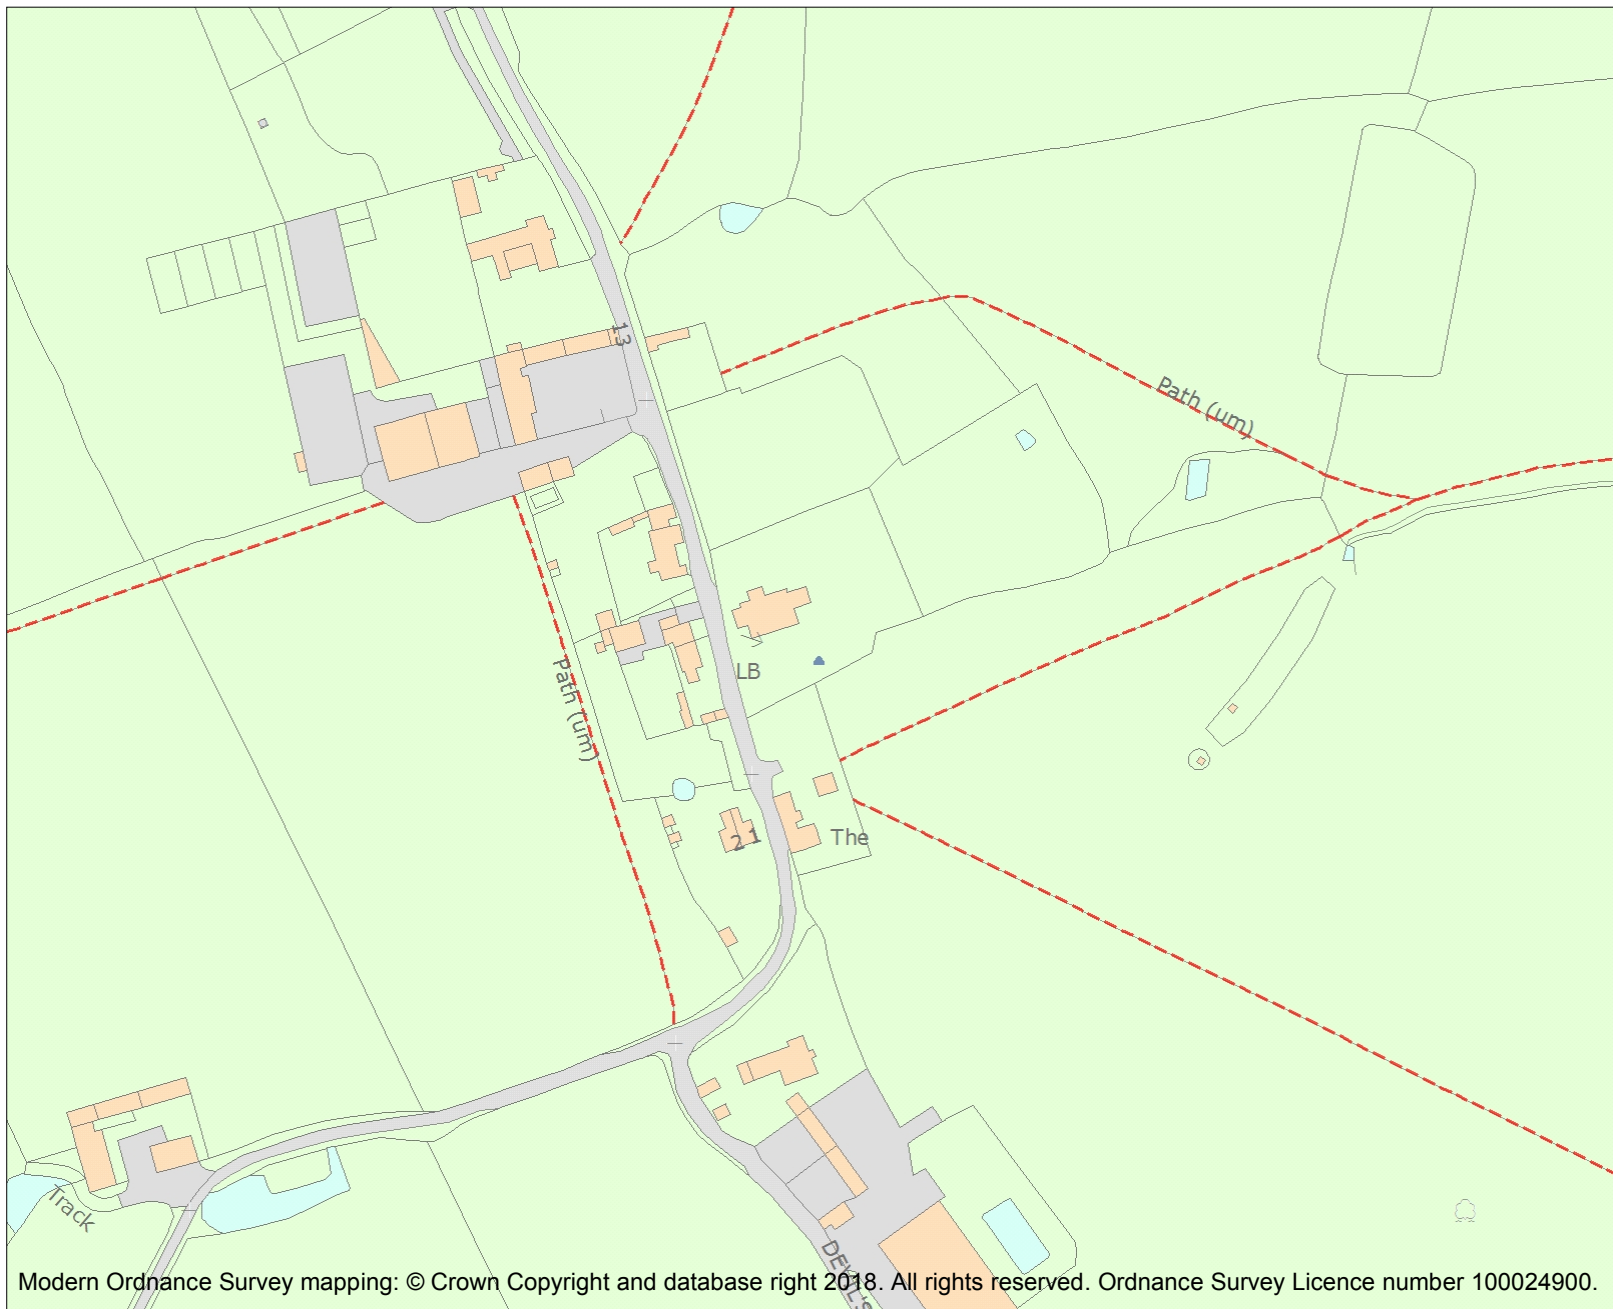 13
Path (um)
LB
Path (um)
2 1
The
Track
DEVIL'S
Modern Ordnance Survey mapping: © Crown Copyright and database right 2018. All rights reserved. Ordnance Survey Licence number 100024900.